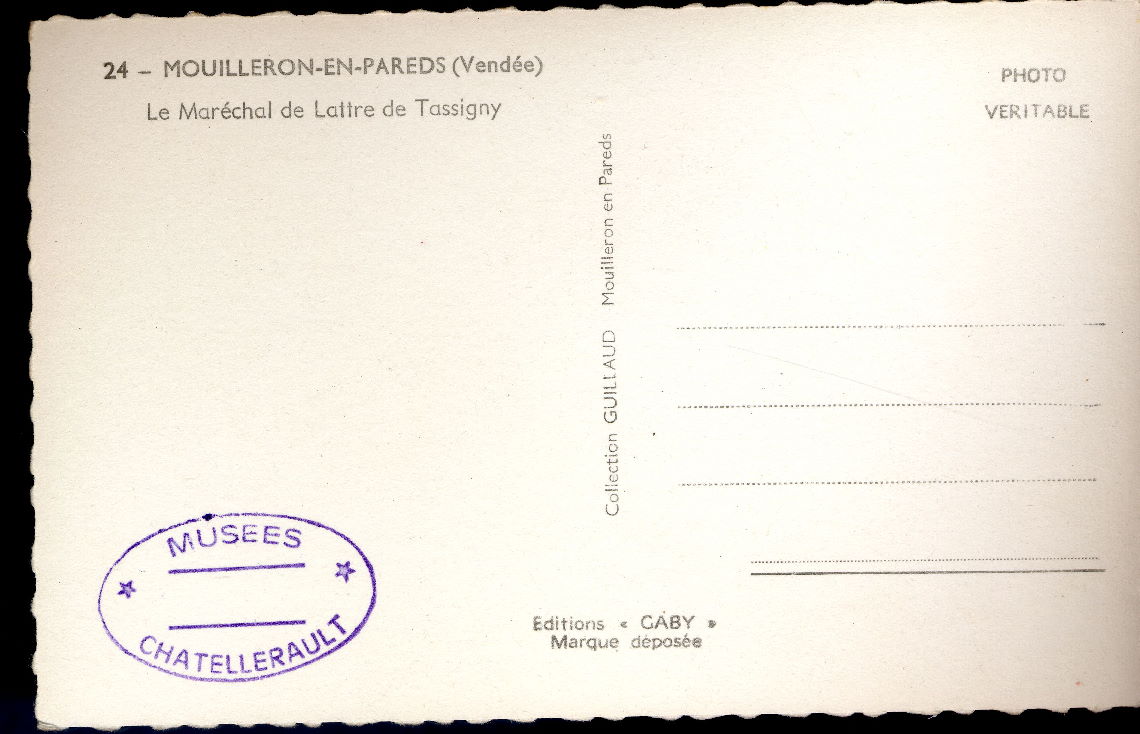 24 – MOUILLERON-EN-PAREDS (Vendée)
Le Maréchal de Lattre de Tassigny
PHOTO
VERITABLE
Collection GUILLAUD Mouilleron en Pareds
MUSEES
CHATELLERAULT
Editions « GABY »
Marque déposée